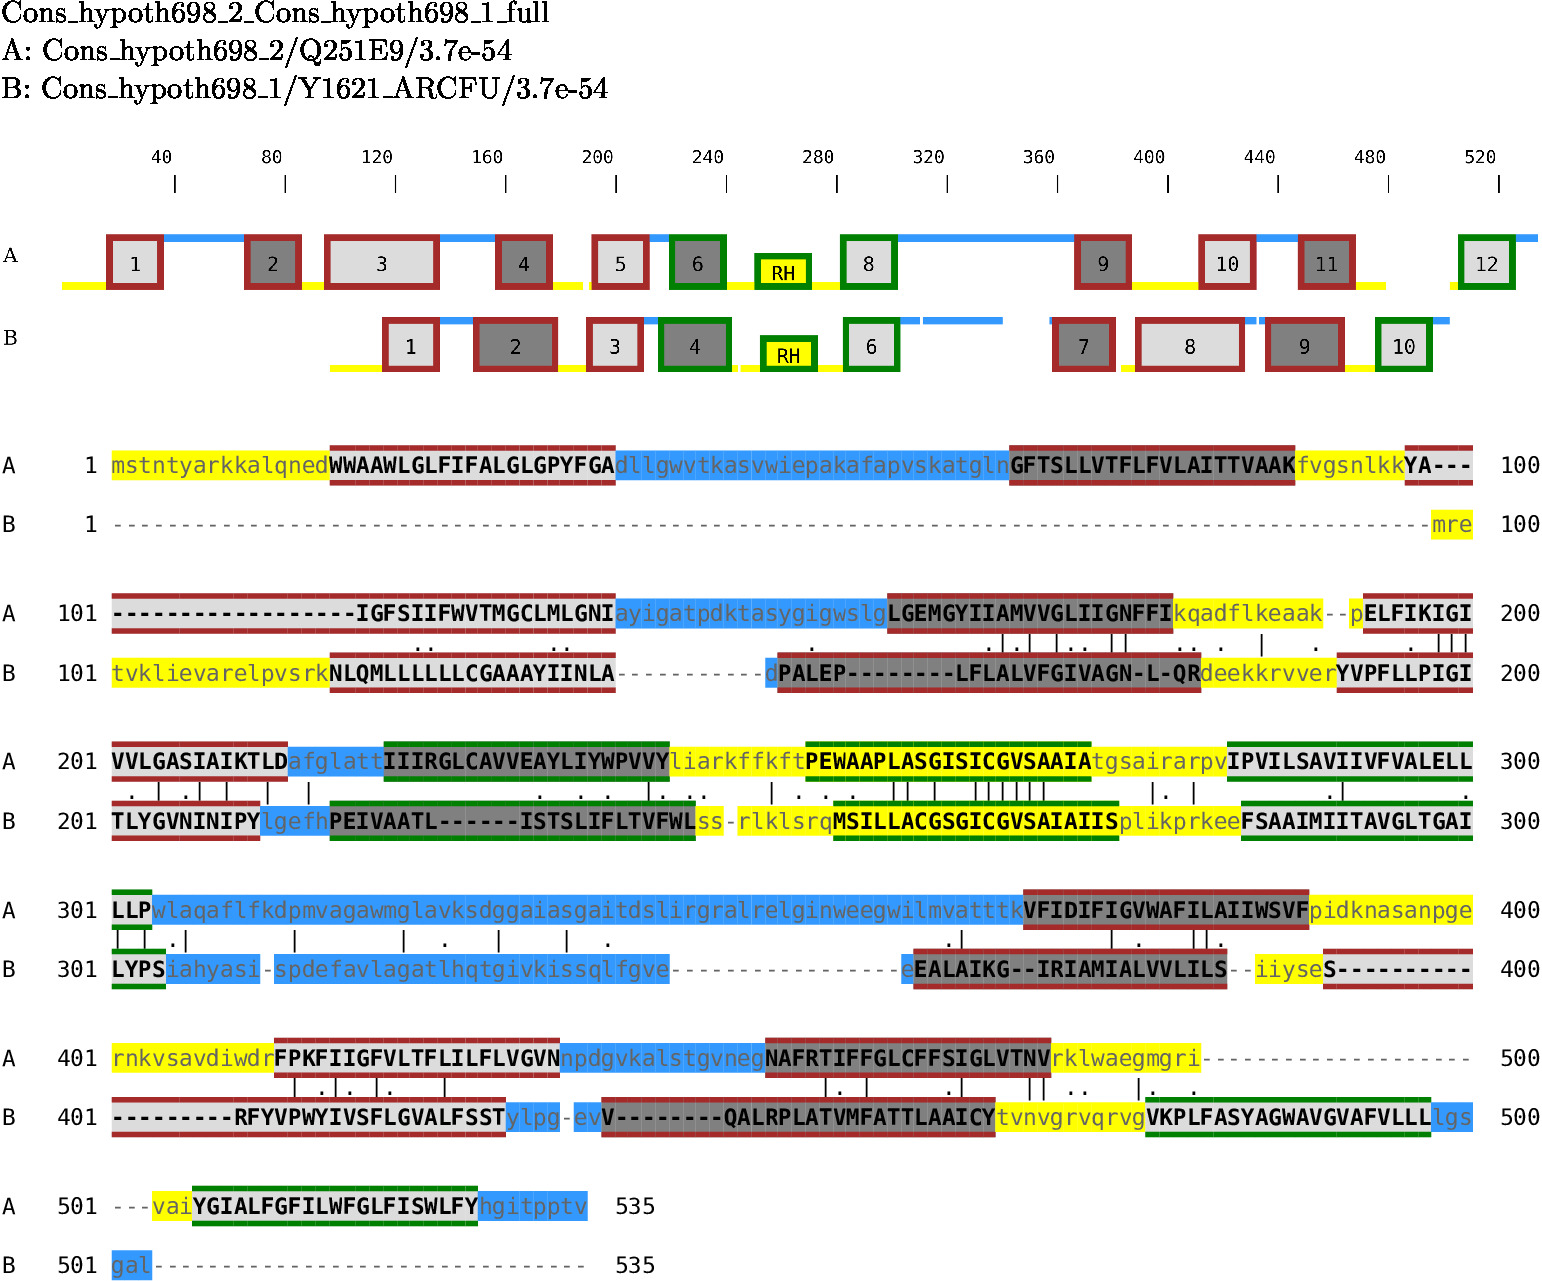 Cons_hypoth698_2_Cons_hypoth698_1_full
A: Cons_hypoth698_2/Q251E9/3.7e-54
B: Cons_hypoth698_1/Y1621_ARCFU/3.7e-54
40 80 120 160 200 240 280 320 360 400 440 480 520
A 1 2 3 4 5 6 RH 8 9 10 11 12
B 1 2 3 4 RH 6 7 8 9 10
A 1 mstntyarkkalqnedWWAAWLGLFIFALGLGPYFGAdllgwvtkasvwiepakafapvskatglnGFTSLLVTFLFVLAITTVAAKfvgsnlkkYA--- 100
B 1 -------------------------------------------------------------------------------------------------mre 100
A 101 ------------------IGFSIIFWVTMGCLMLGNIayigatpdktasygigwslgLGEMGYIIAMVVGLIIGNFFIkqadflkeaak--pELFIKIGI 200
B 101 tvklievarelpvsrkNLQMLLLLLLCGAAAYIINLA-----------dPALEP--------LFLALVFGIVAGN-L-QRdeekkrvverYVPFLLPIGI 200
A 201 VVLGASIAIKTLDafglattIIIRGLCAVVEAYLIYWPVVYliarkffkftPEWAAPLASGISICGVSAAIAtgsairarpvIPVILSAVIIVFVALELL 300
B 201 TLYGVNINIPYlgefhPEIVAATL------ISTSLIFLTVFWLss-rlklsrqMSILLACGSGICGVSAIAIISplikprkeeFSAAIMIITAVGLTGAI 300
A 301 LLPwlaqaflfkdpmvagawmglavksdggaiasgaitdslirgralrelginweegwilmvatttkVFIDIFIGVWAFILAIIWSVFpidknasanpge 400
B 301 LYPSiahyasi-spdefavlagatlhqtgivkissqlfgve-----------------eEALAIKG--IRIAMIALVVLILS--iiyseS---------- 400
A 401 rnkvsavdiwdrFPKFIIGFVLTFLILFLVGVNnpdgvkalstgvnegNAFRTIFFGLCFFSIGLVTNVrklwaegmgri-------------------- 500
B 401 ---------RFYVPWYIVSFLGVALFSSTylpg-evV--------QALRPLATVMFATTLAAICYtvnvgrvqrvgVKPLFASYAGWAVGVAFVLLLlgs 500
A 501 ---vaiYGIALFGFILWFGLFISWLFYhgitpptv 535
B 501 gal-------------------------------- 535